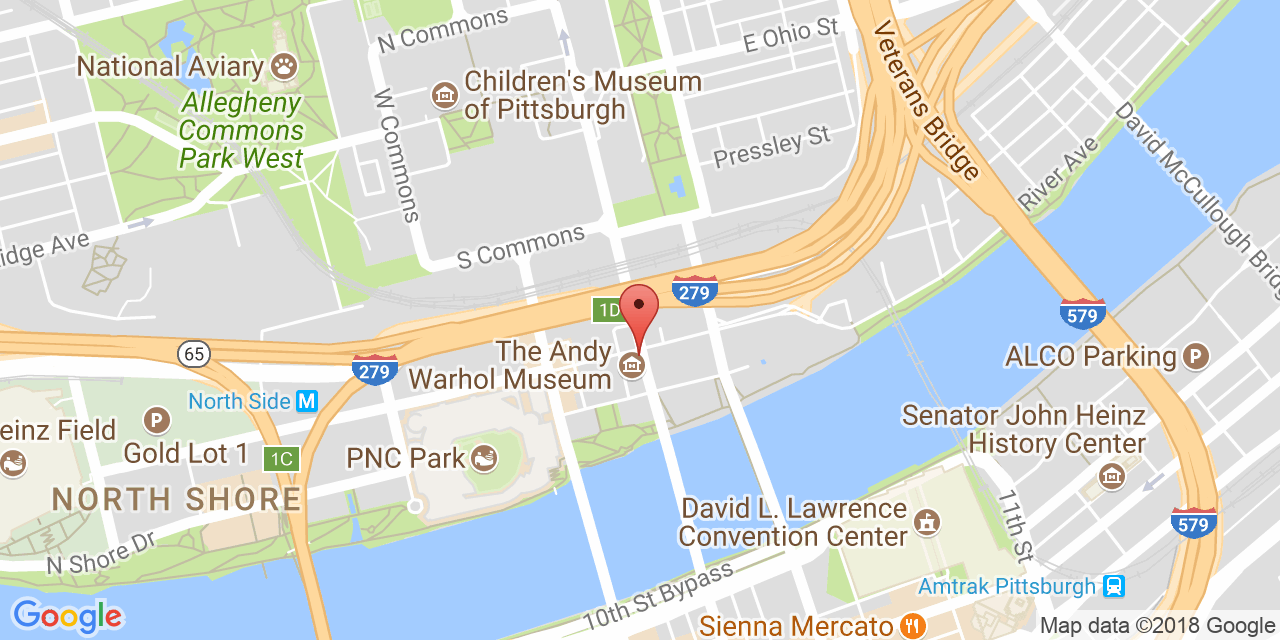 N Commons
E Ohio St
Veterans Bridge
National Aviary
Children's Museum
of Pittsburgh
Allegheny
Commons
Park West
W Commons
Pressley St
David McCullough Bridg
River Ave
idge Ave
S Commons
279
1D
579
The Andy
Warhol Museum
65
279
ALCO Parking
P
North Side
M
P
einz Field
Gold Lot 1
1C
PNC Park
Senator John Heinz
History Center
NORTH SHORE
11th St
David L. Lawrence
Convention Center
579
N Shore Dr
10th St Bypass
Amtrak Pittsburgh
Google
Sienna Mercato
Map data ©2018 Google